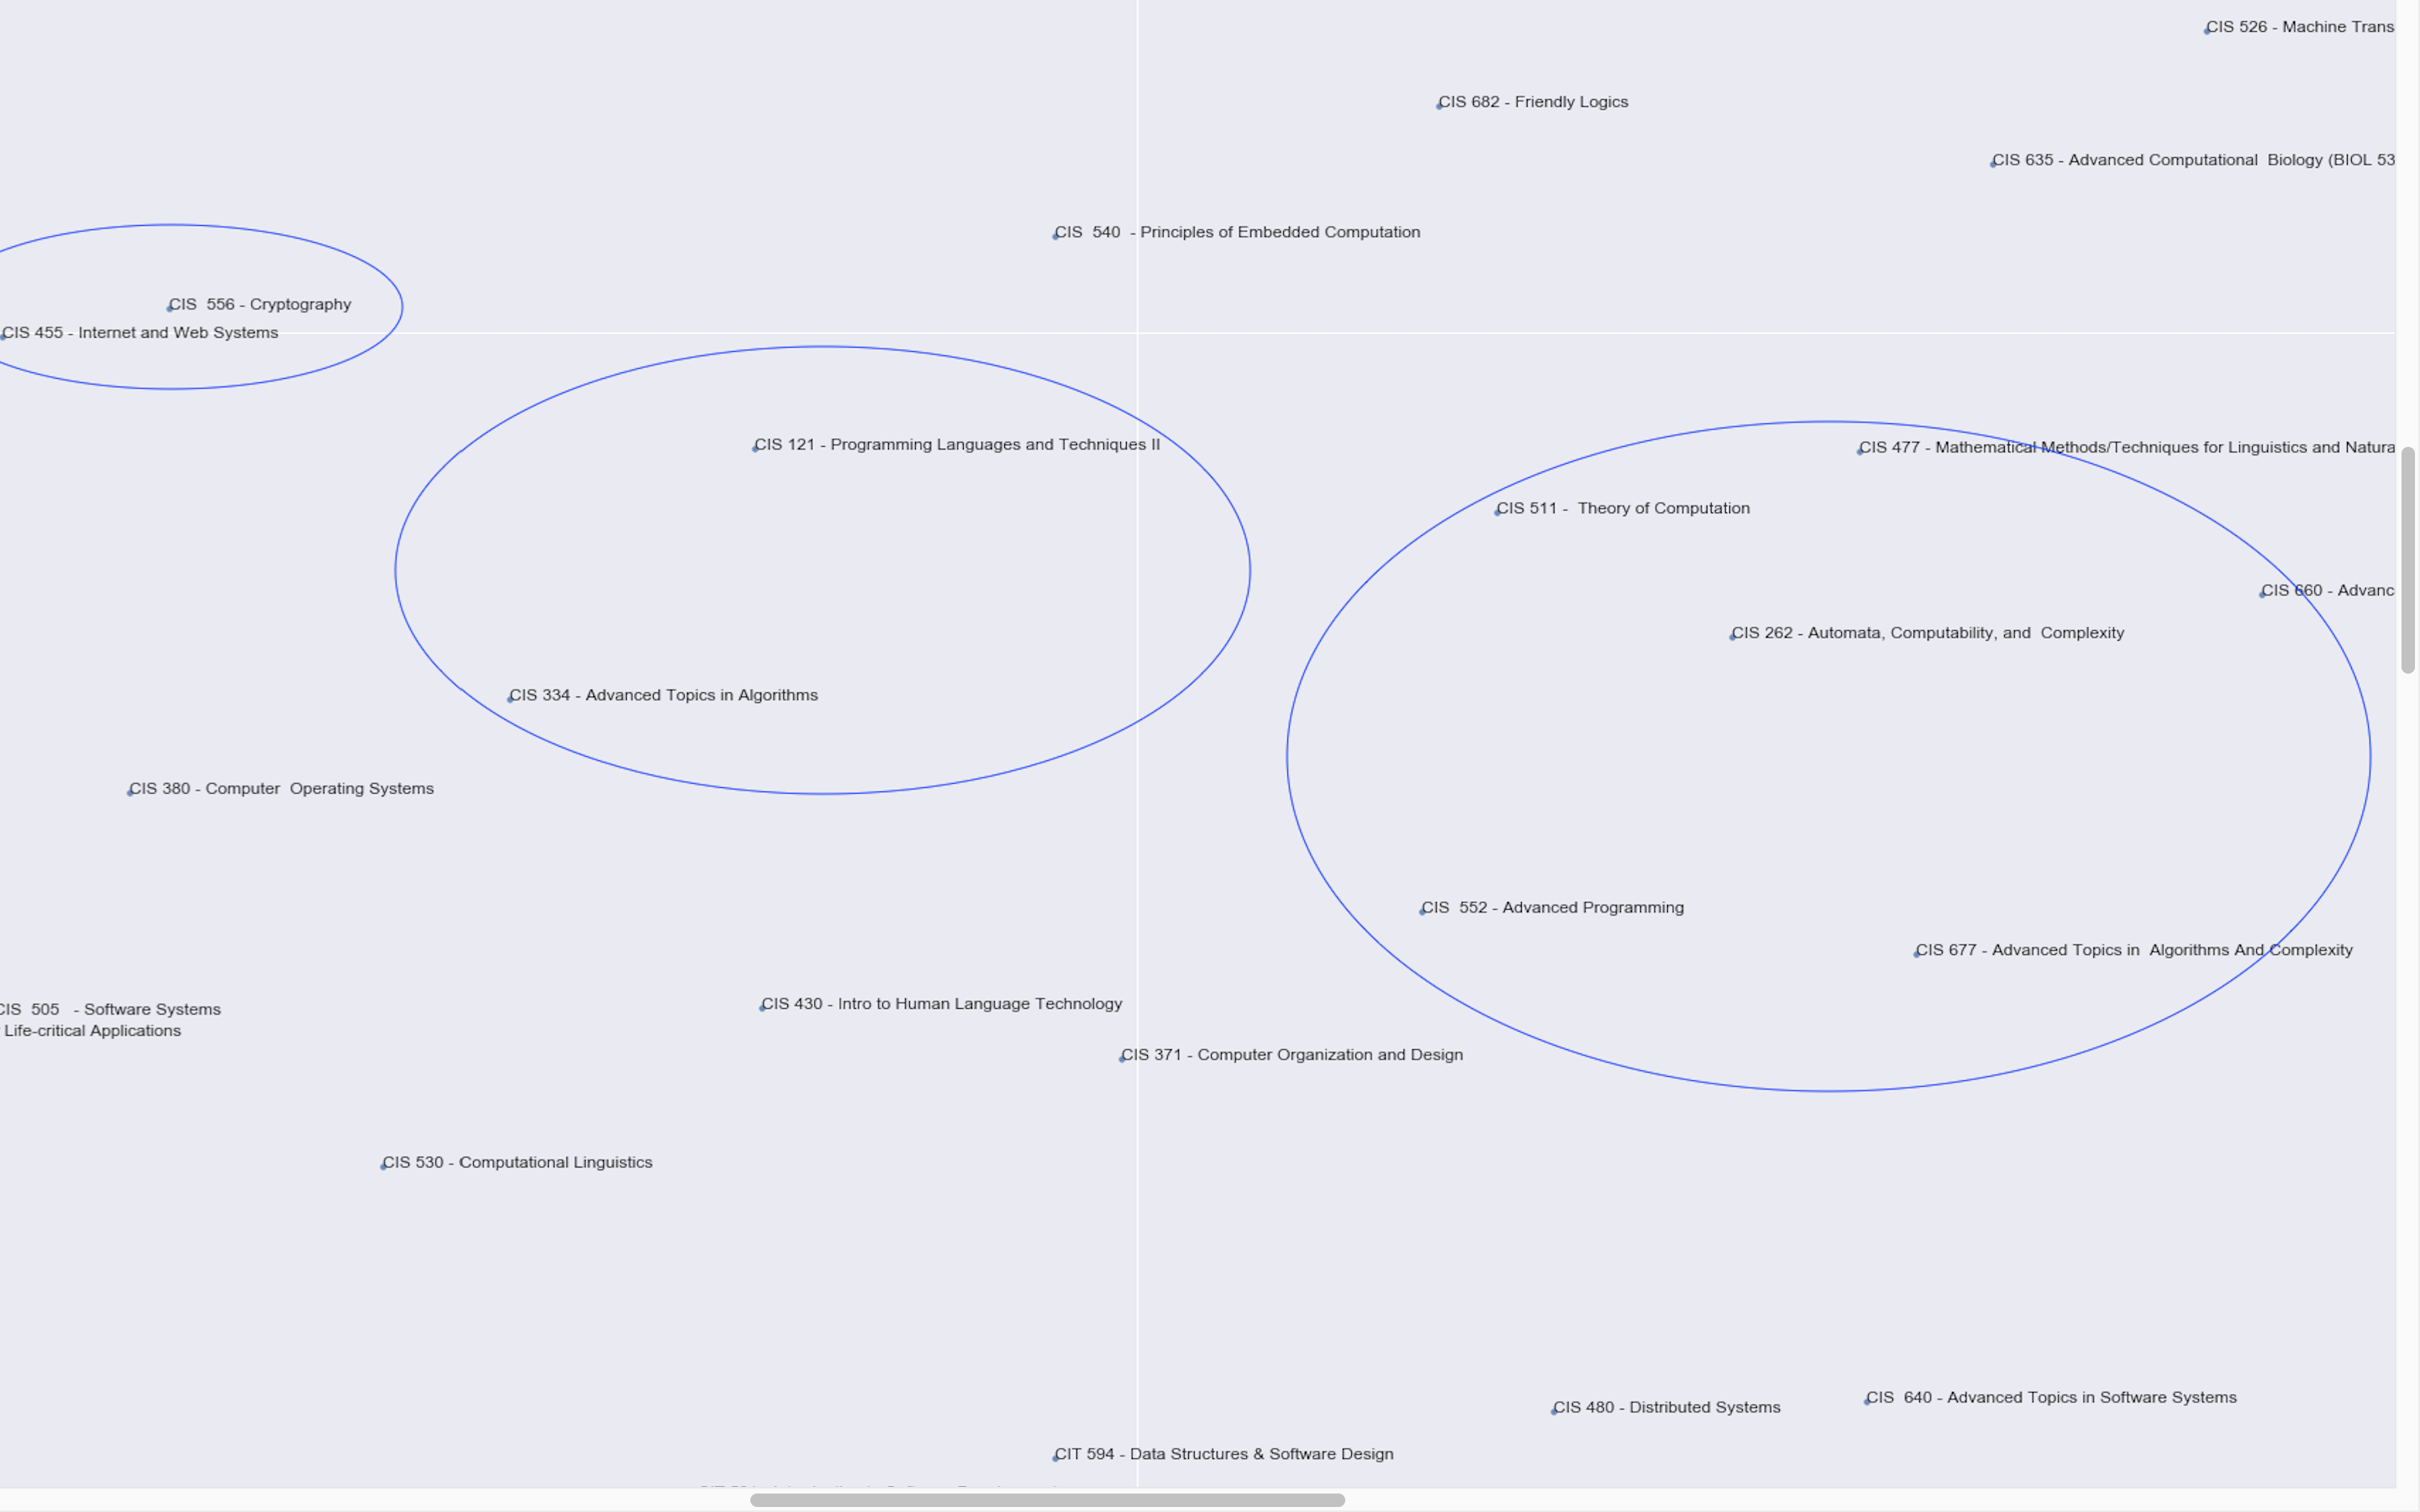 CIS 526 - Machine Trans
CIS 682 - Friendly Logics
CIS 635 - Advanced Computational  Biology (BIOL 53
CIS  540  - Principles of Embedded Computation
CIS  556 - Cryptography
CIS 455 - Internet and Web Systems
CIS 121 - Programming Languages and Techniques II
CIS 477 - Mathematical Methods/Techniques for Linguistics and Natura
CIS 511 -  Theory of Computation
CIS 660 - Advanc
CIS 262 - Automata, Computability, and  Complexity
CIS 334 - Advanced Topics in Algorithms
CIS 380 - Computer  Operating Systems
CIS  552 - Advanced Programming
CIS 677 - Advanced Topics in  Algorithms And Complexity
CIS 430 - Intro to Human Language Technology
CIS  505   - Software Systems
Life-critical Applications
CIS 371 - Computer Organization and Design
CIS 530 - Computational Linguistics
CIS  640 - Advanced Topics in Software Systems
CIS 480 - Distributed Systems
CIT 594 - Data Structures & Software Design